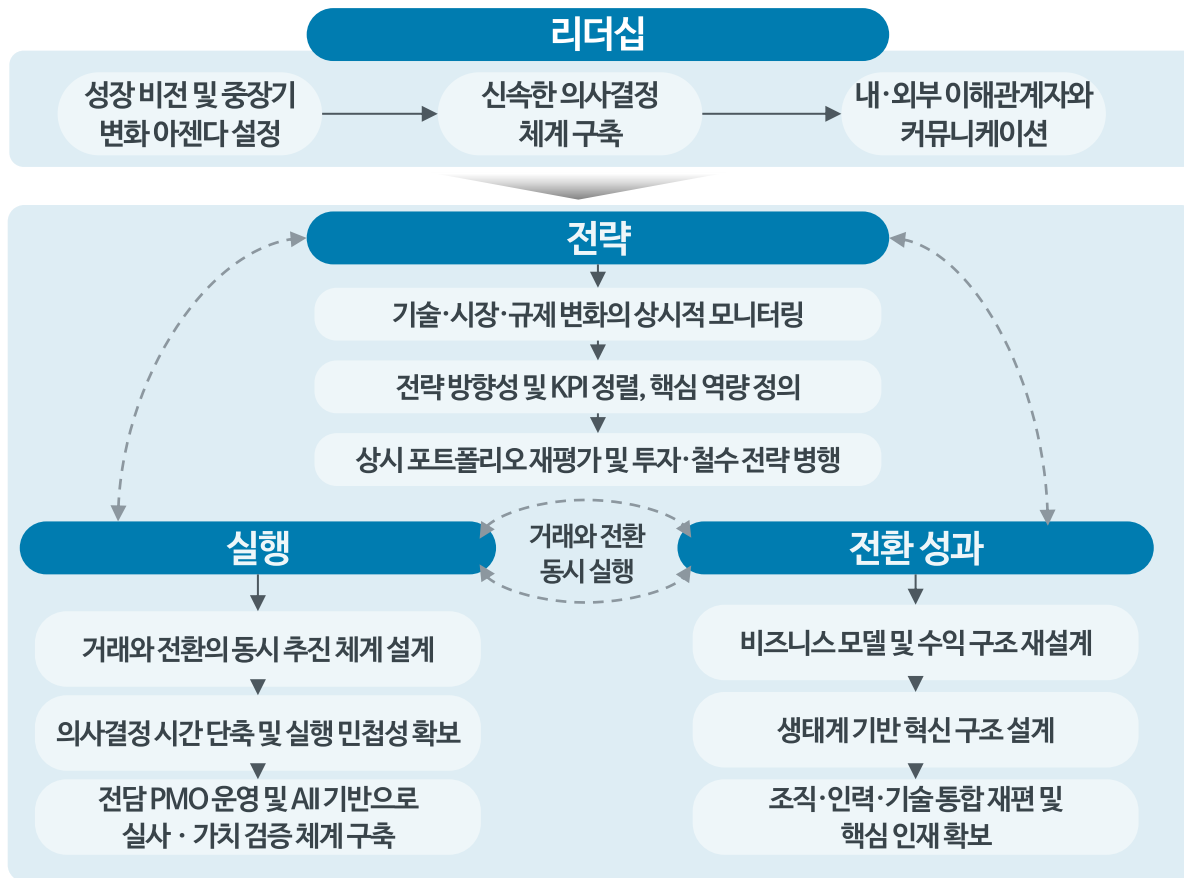 리더십
성장 비전 및 중장기
변화 아젠다 설정
신속한 의사결정
체계 구축
내·외부 이해관계자와
커뮤니케이션
전략
기술·시장·규제 변화의 상시적 모니터링
전략 방향성 및 KPI 정렬, 핵심 역량 정의
상시 포트폴리오 재평가 및 투자·철수 전략 병행
거래와 전환
동시 실행
실행
거래와 전환의 동시 추진 체계 설계
의사결정 시간 단축 및 실행 민첩성 확보
전담 PMO 운영 및 AII 기반으로
실사 · 가치 검증 체계 구축
전환 성과
비즈니스 모델 및 수익 구조 재설계
생태계 기반 혁신 구조 설계
조직·인력·기술 통합 재편 및
핵심 인재 확보